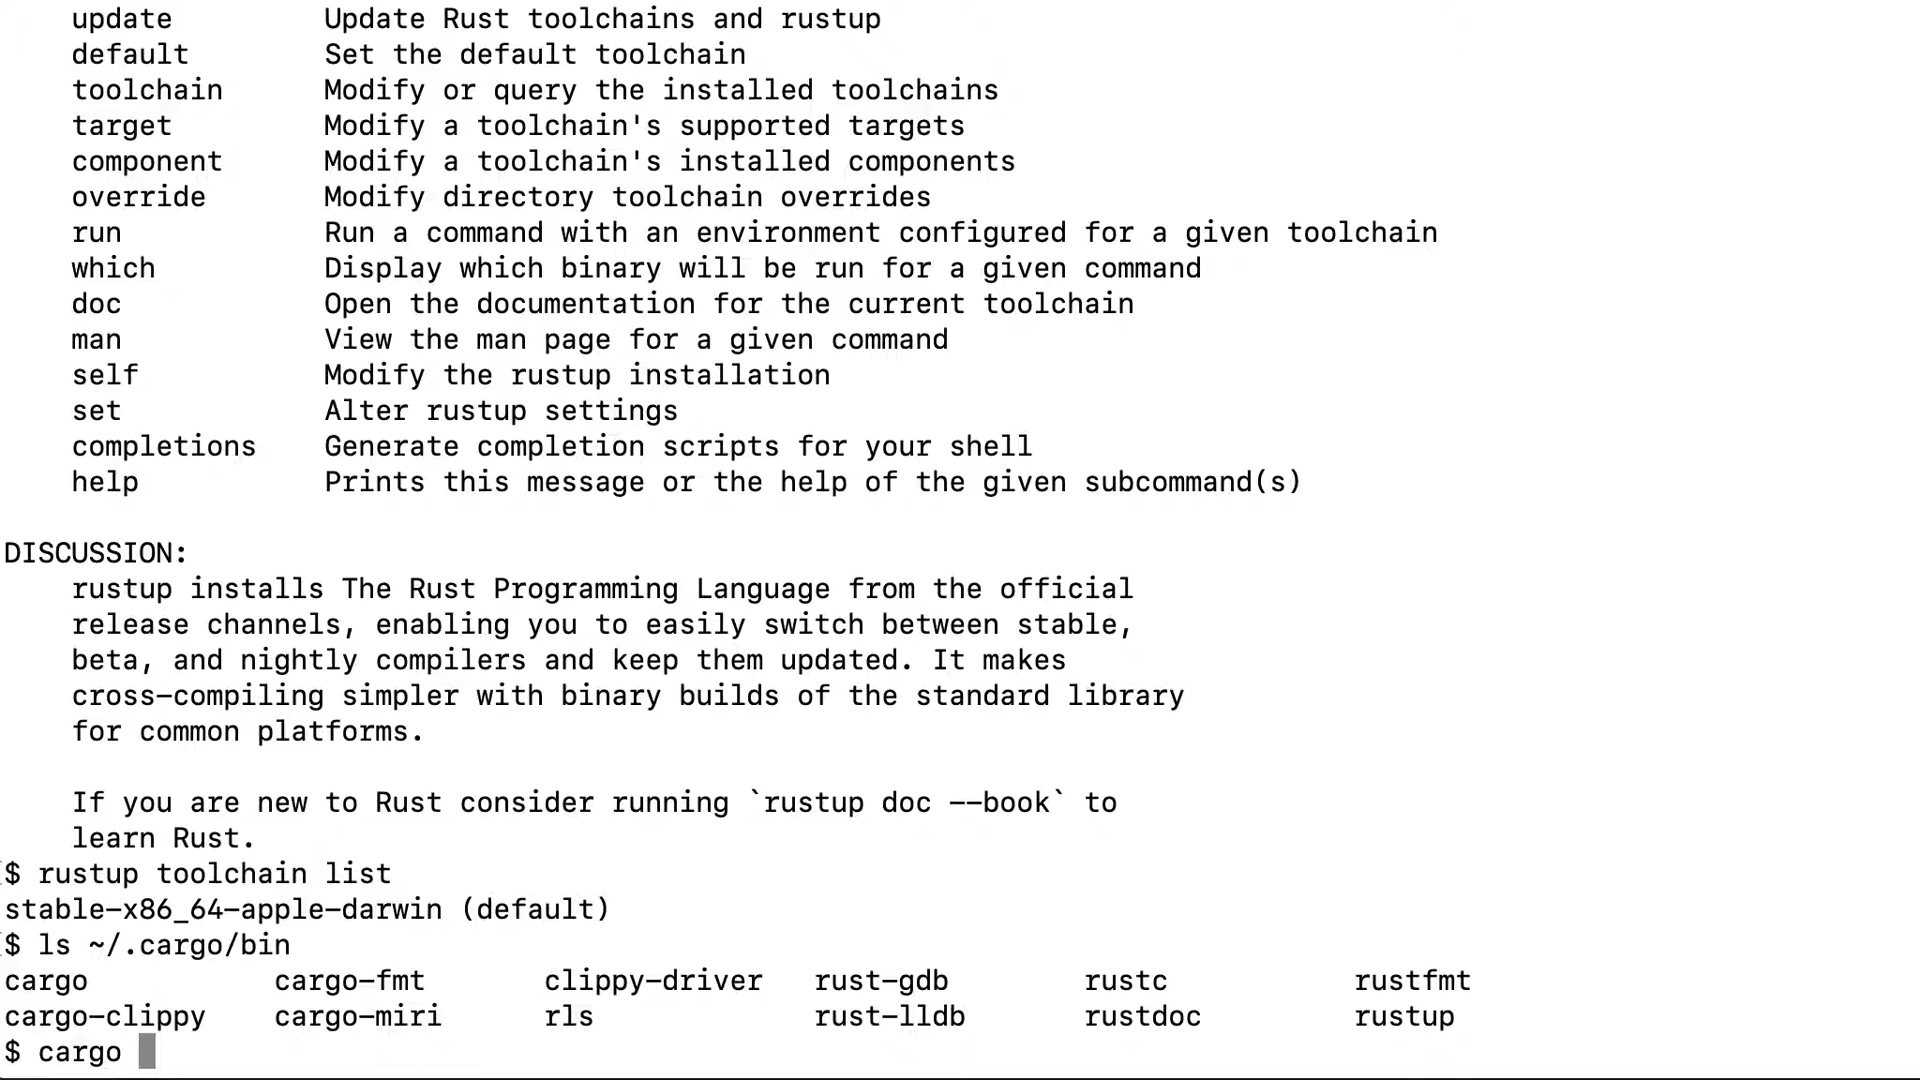 update Update Rust toolchains and rustup
default Set the default toolchain
toolchain Modify or query the installed toolchains
target Modify a toolchain's supported targets
component Modify a toolchain's installed components
override Modify directory toolchain overrides
run Run a command with an environment configured for a given toolchain
which Display which binary will be run for a given command
doc Open the documentation for the current toolchain
man View the man page for a given command
self Modify the rustup installation
set Alter rustup settings
completions Generate completion scripts for your shell
help Prints this message or the help of the given subcommand(s)
DISCUSSION:
rustup installs The Rust Programming Language from the official
release channels, enabling you to easily switch between stable,
beta, and nightly compilers and keep them updated. It makes
cross-compiling simpler with binary builds of the standard library
for common platforms.
If you are new to Rust consider running `rustup doc --book` to
learn Rust.
$ rustup toolchain list
stable-x86_64-apple-darwin (default)
$ ls ~/.cargo/bin
cargo cargo-fmt clippy-driver rust-gdb rustc rustfmt
cargo-clippy cargo-miri rls rust-lldb rustdoc rustup
$ cargo